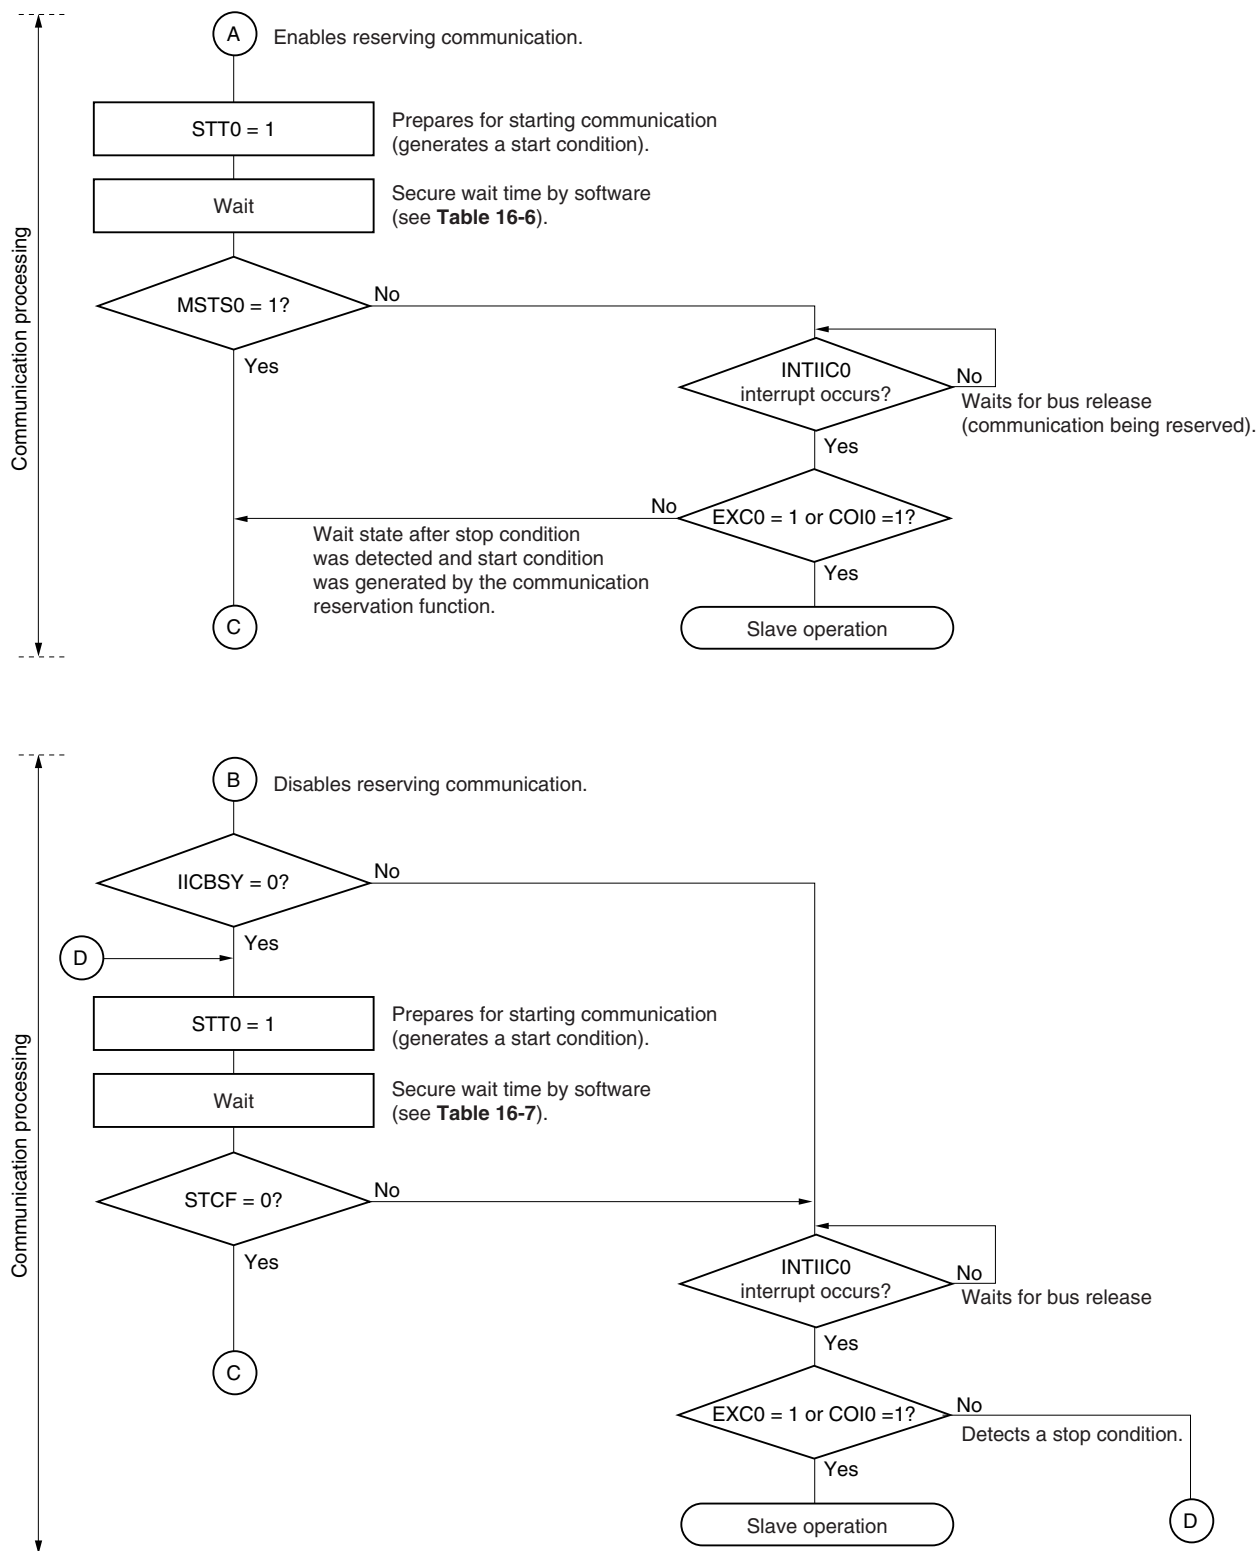 A
Enables reserving communication.
STT0 = 1
Prepares for starting communication
(generates a start condition).
Wait
Secure wait time by software
(see Table 16-6).
MSTS0 = 1?
No
Yes
INTIIC0
interrupt occurs?
No
Waits for bus release
(communication being reserved).
Yes
EXC0 = 1 or COI0 =1?
No
Wait state after stop condition
was detected and start condition
was generated by the communication
reservation function.
Yes
C
Slave operation
Communication processing
B
Disables reserving communication.
IICBSY = 0?
No
Yes
D
STT0 = 1
Prepares for starting communication
(generates a start condition).
Wait
Secure wait time by software
(see Table 16-7).
STCF = 0?
No
Yes
INTIIC0
interrupt occurs?
No
Waits for bus release
Yes
C
EXC0 = 1 or COI0 =1?
No
Detects a stop condition.
Yes
Slave operation
D
Communication processing